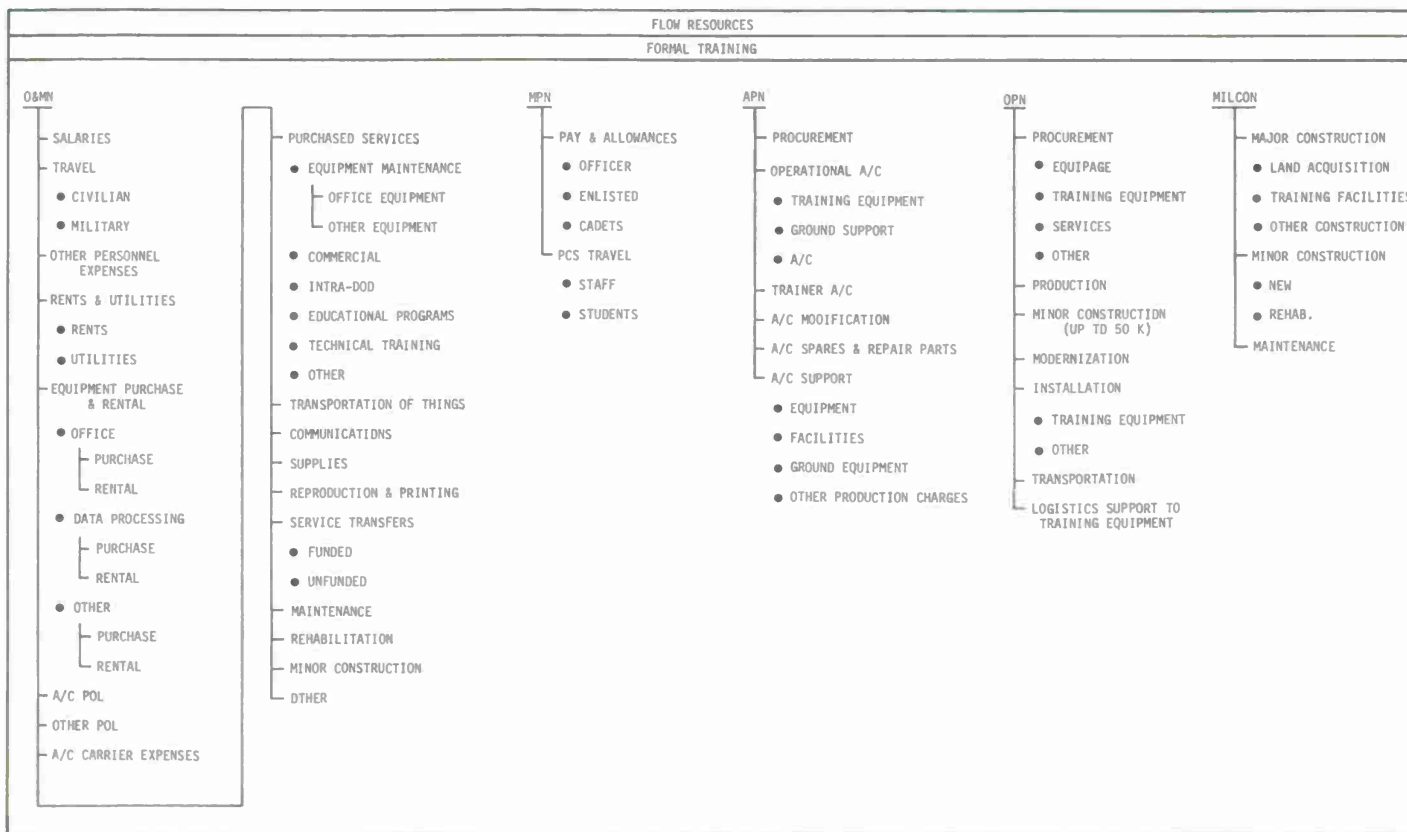 FLOW RESOURCES
FORMAL TRAINING
O&MN
SALARIES
TRAVEL
● CIVILIAN
● MILITARY
OTHER PERSONNEL
EXPENSES
RENTS & UTILITIES
● RENTS
● UTILITIES
EQUIPMENT PURCHASE
& RENTAL
● OFFICE
PURCHASE
RENTAL
● DATA PROCESSING
PURCHASE
RENTAL
● OTHER
PURCHASE
RENTAL
A/C POL
OTHER POL
A/C CARRIER EXPENSES
PURCHASED SERVICES
● EQUIPMENT MAINTENANCE
OFFICE EQUIPMENT
OTHER EQUIPMENT
● COMMERCIAL
● INTRA-DOD
● EDUCATIONAL PROGRAMS
● TECHNICAL TRAINING
● OTHER
TRANSPORTATION OF THINGS
COMMUNICATIONS
SUPPLIES
REPRODUCTION & PRINTING
SERVICE TRANSFERS
● FUNDED
● UNFUNDED
MAINTENANCE
REHABILITATION
MINOR CONSTRUCTION
OTHER
MPN
PAY & ALLOWANCES
● OFFICER
● ENLISTED
● CADETS
PCS TRAVEL
● STAFF
● STUDENTS
APN
PROCUREMENT
OPERATIONAL A/C
● TRAINING EQUIPMENT
● GROUND SUPPORT
● A/C
TRAINER A/C
A/C MODIFICATION
A/C SPARES & REPAIR PARTS
A/C SUPPORT
● EQUIPMENT
● FACILITIES
● GROUND EQUIPMENT
● OTHER PRODUCTION CHARGES
OPN
PROCUREMENT
● EQUIPAGE
● TRAINING EQUIPMENT
● SERVICES
● OTHER
PRODUCTION
MINOR CONSTRUCTION
(UP TO 50 K)
MODERNIZATION
INSTALLATION
● TRAINING EQUIPMENT
● OTHER
TRANSPORTATION
LOGISTICS SUPPORT TO
TRAINING EQUIPMENT
MILCON
MAJOR CONSTRUCTION
● LAND ACQUISITION
● TRAINING FACILITIES
● OTHER CONSTRUCTION
MINOR CONSTRUCTION
● NEW
● REHAB.
MAINTENANCE